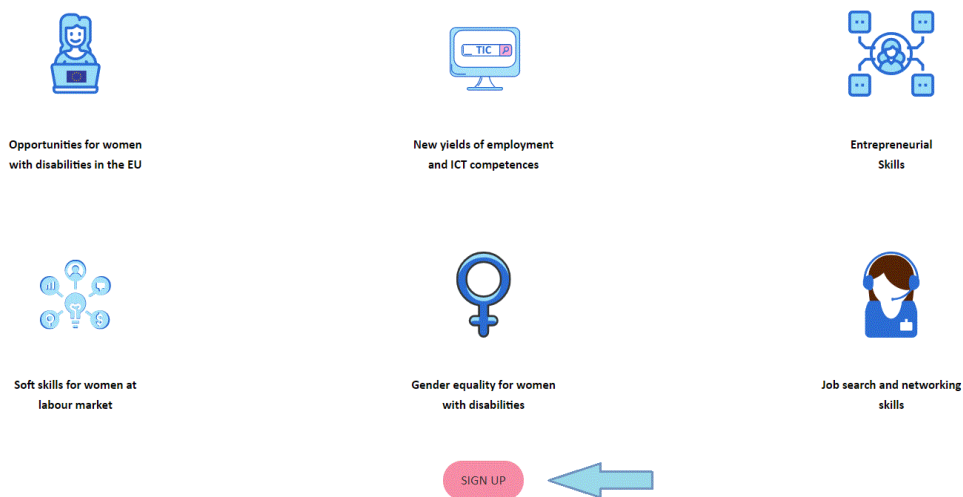 TIC
Opportunities for women
with disabilities in the EU
New yields of employment
and ICT competences
Entrepreneurial
Skills
Soft skills for women at
labour market
Gender equality for women
with disabilities
Job search and networking
skills
SIGN UP